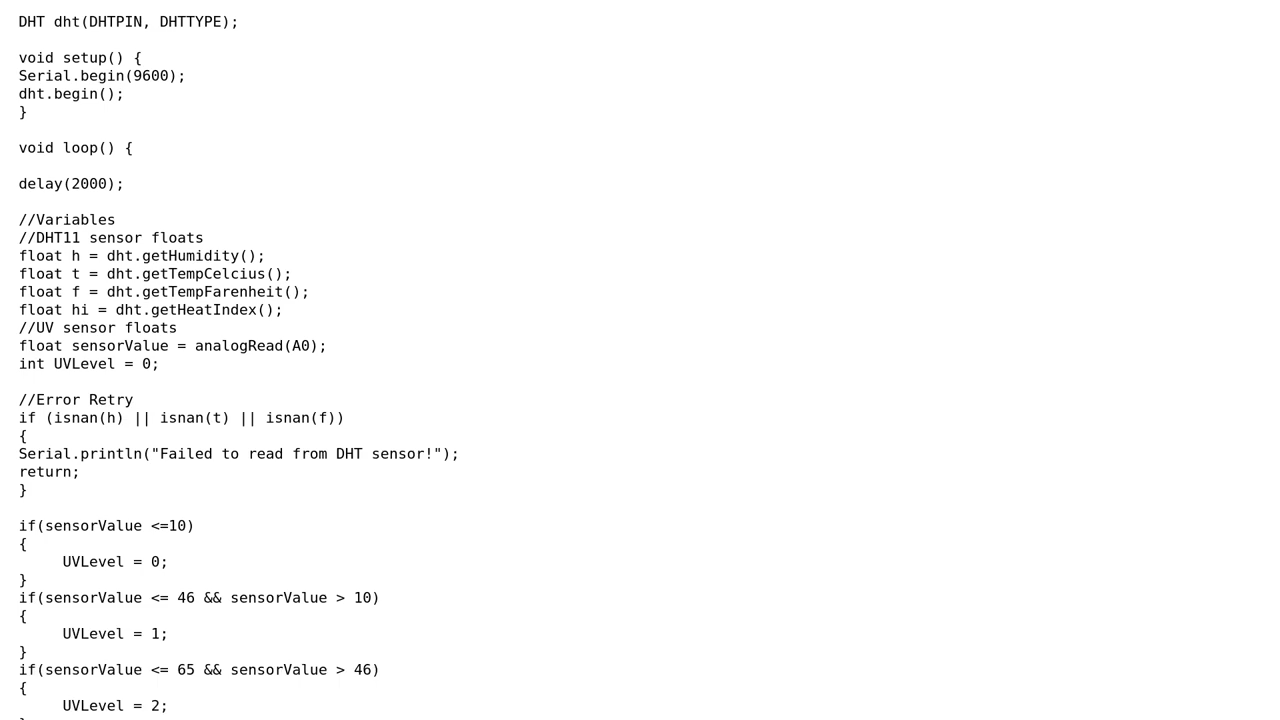 DHT dht(DHTPIN, DHTTYPE);
void setup() {
Serial.begin(9600);
dht.begin();
}
void loop() {
delay(2000);
//Variables
//DHT11 sensor floats
float h = dht.getHumidity();
float t = dht.getTempCelcius();
float f = dht.getTempFarenheit();
float hi = dht.getHeatIndex();
//UV sensor floats
float sensorValue = analogRead(A0);
int UVLevel = 0;
//Error Retry
if (isnan(h) || isnan(t) || isnan(f))
{
Serial.println("Failed to read from DHT sensor!");
return;
}
if(sensorValue <=10)
{
     UVLevel = 0;
}
if(sensorValue <= 46 && sensorValue > 10)
{
     UVLevel = 1;
}
if(sensorValue <= 65 && sensorValue > 46)
{
     UVLevel = 2;
}